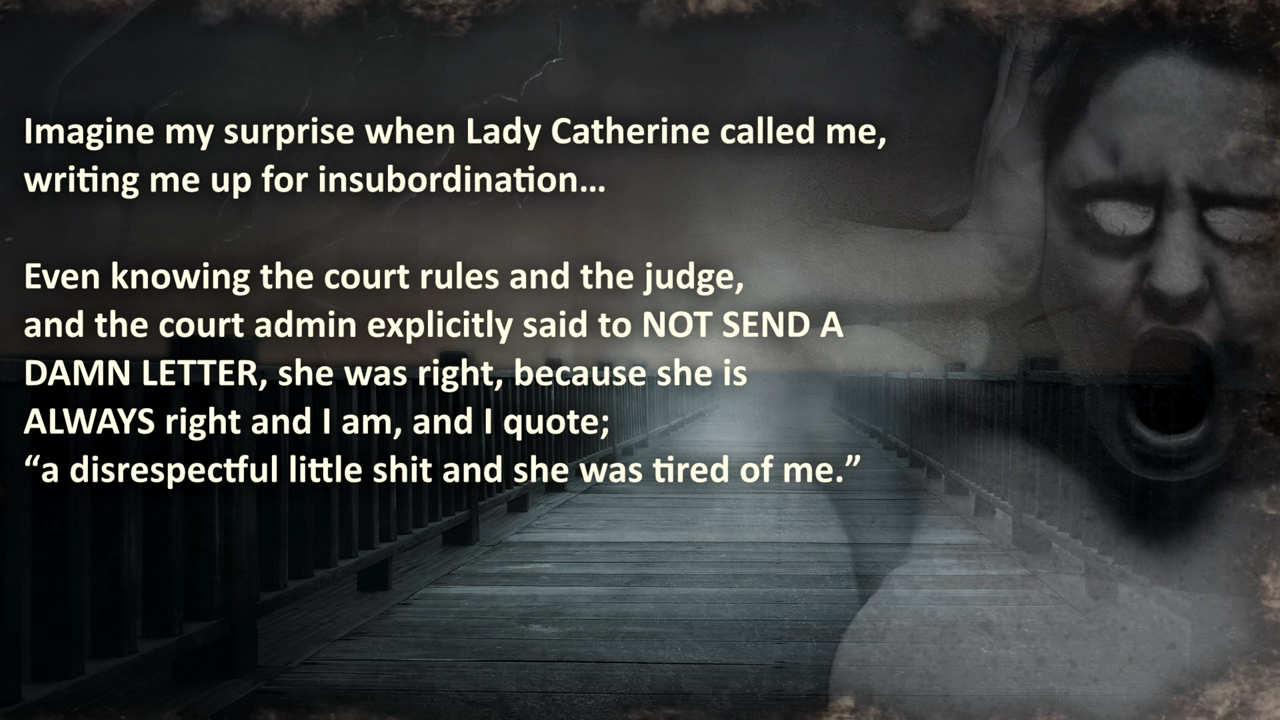 Imagine my surprise when Lady Catherine called me,
writing me up for insubordination...
Even knowing the court rules and the judge,
and the court admin explicitly said to NOT SEND A
DAMN LETTER, she was right, because she is
ALWAYS right and I am, and I quote;
“a disrespectful little shit and she was tired of me.”